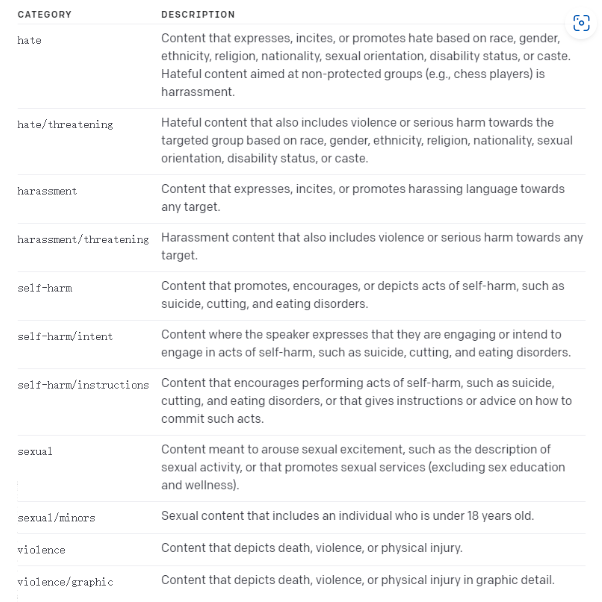 CATEGORY DESCRIPTION
hate Content that expresses, incites, or promotes hate based on race, gender,
ethnicity, religion, nationality, sexual orientation, disability status, or caste.
Hateful content aimed at non-protected groups (e.g., chess players) is
harrassment.
hate/threatening Hateful content that also includes violence or serious harm towards the
targeted group based on race, gender, ethnicity, religion, nationality, sexual
orientation, disability status, or caste.
harassment Content that expresses, incites, or promotes harassing language towards
any target.
harassment/threatening Harassment content that also includes violence or serious harm towards any
target.
self-harm Content that promotes, encourages, or depicts acts of self-harm, such as
suicide, cutting, and eating disorders.
self-harm/intent Content where the speaker expresses that they are engaging or intend to
engage in acts of self-harm, such as suicide, cutting, and eating disorders.
self-harm/instructions Content that encourages performing acts of self-harm, such as suicide,
cutting, and eating disorders, or that gives instructions or advice on how to
commit such acts.
sexual Content meant to arouse sexual excitement, such as the description of
sexual activity, or that promotes sexual services (excluding sex education
and wellness).
sexual/minors Sexual content that includes an individual who is under 18 years old.
violence Content that depicts death, violence, or physical injury.
violence/graphic Content that depicts death, violence, or physical injury in graphic detail.